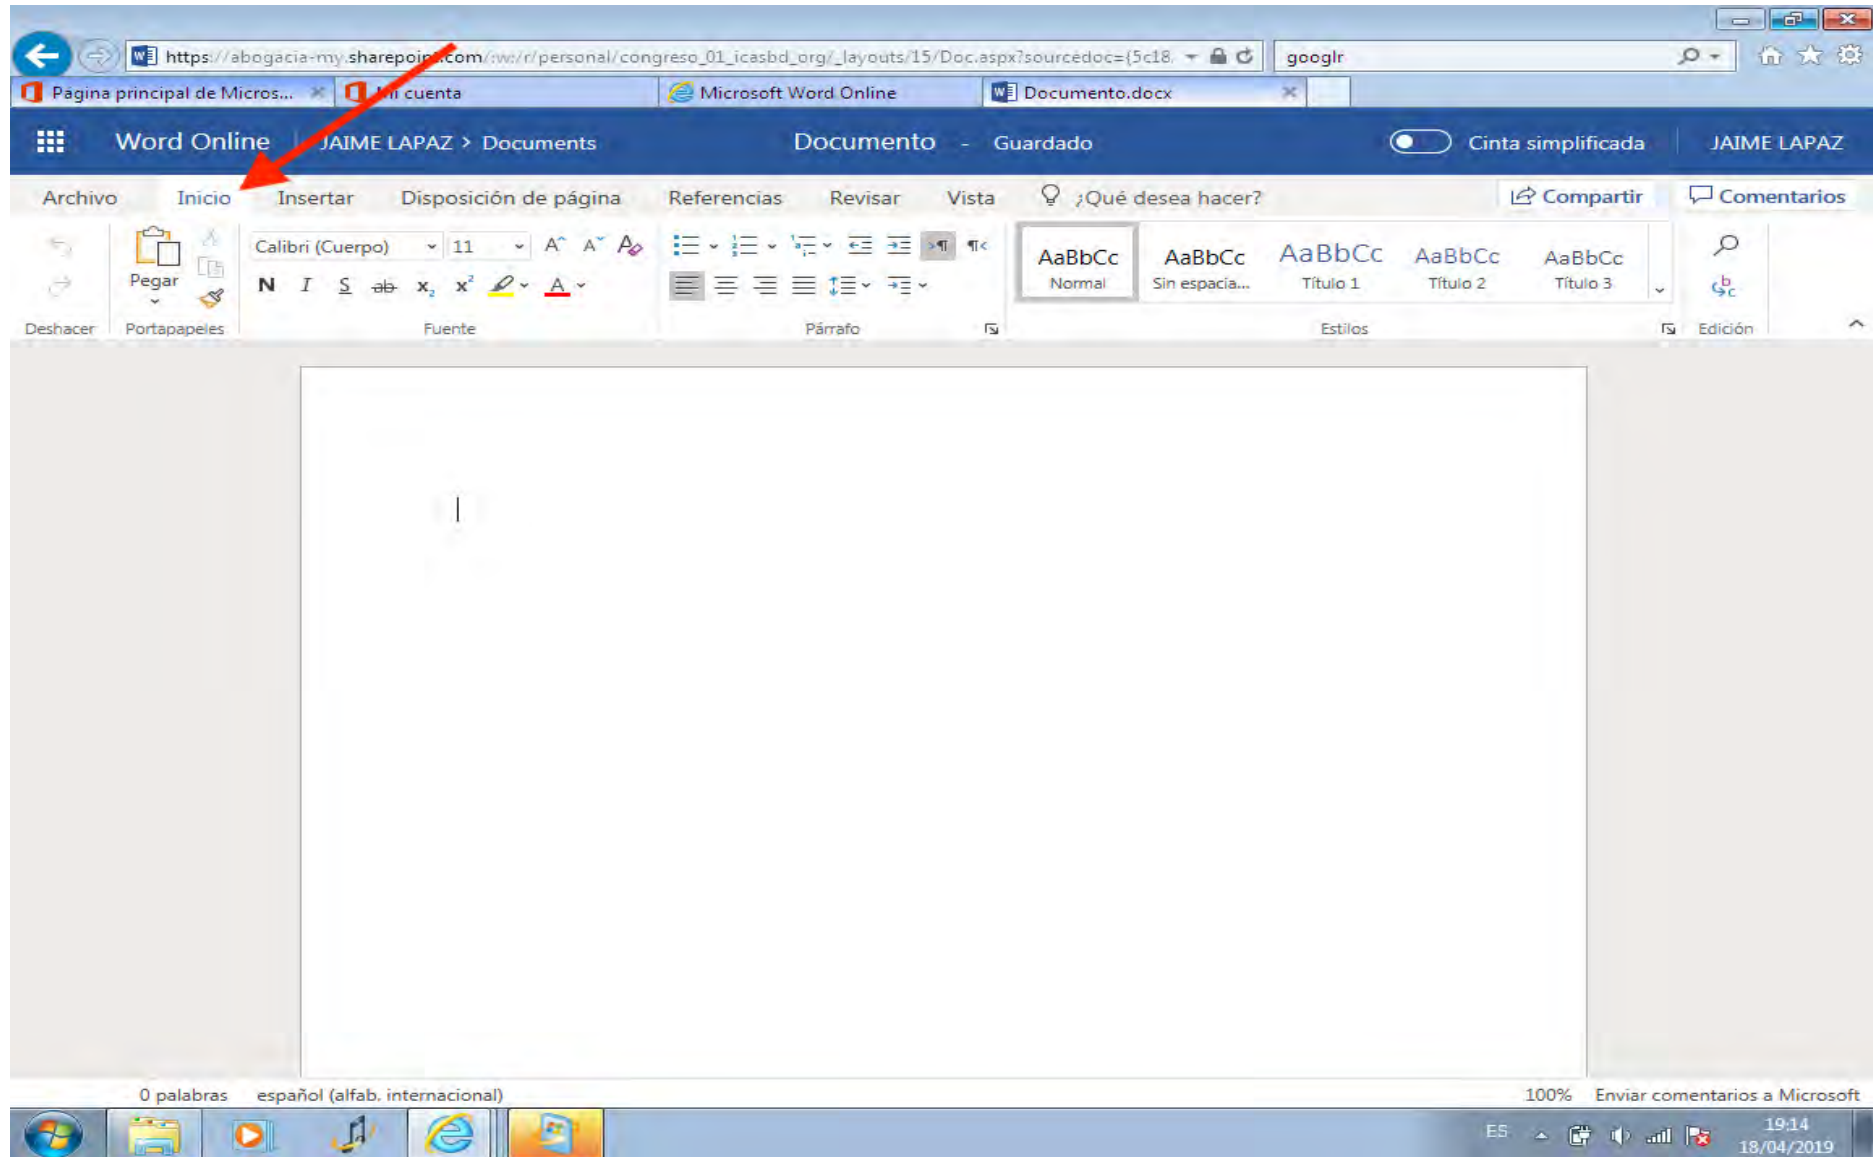 https://abogacia-my.sharepoint.com/:w:/r/personal/congreso_01_icasbd_org/_layouts/15/Doc.aspx?sourcedoc={5c18 googlr
Pagina principal de Micros... Mi cuenta Microsoft Word Online Documento.docx
Word Online JAIME LAPAZ > Documents Documento - Guardado Cinta simplificada JAIME LAPAZ
Archivo Inicio Insertar Disposición de página Referencias Revisar Vista ¿Qué desea hacer? Compartir Comentarios
Calibri (Cuerpo) 11 AaBbCc AaBbCc AaBbCc AaBbCc AaBbCc
Pegar N I S ab x₂ x² A Normal Sin espacia... Título 1 Título 2 Título 3
Deshacer Portapapeles Fuente Párrafo Estilos Edición
0 palabras español (alfab. internacional) 100% Enviar comentarios a Microsoft
ES 19:14
18/04/2019